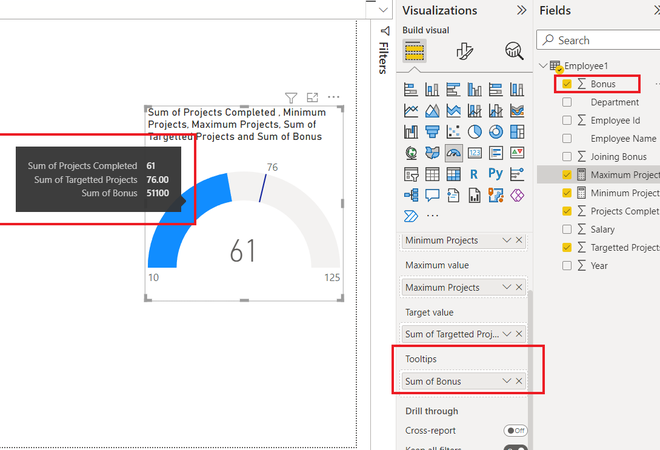 Sum of Projects Completed , Minimum
Projects, Maximum Projects, Sum of
Targetted Projects and Sum of Bonus
Sum of Projects Completed 61
Sum of Targetted Projects 76.00
Sum of Bonus 51100
76
61
10
125
Filters
Visualizations
Build visual
R
Py
123
Minimum Projects
Maximum value
Maximum Projects
Target value
Sum of Targetted Proj...
Tooltips
Sum of Bonus
Drill through
Cross-report
Off
Keep all filters
Fields
Search
Employee1
Bonus
Department
Employee Id
Employee Name
Joining Bonus
Maximum Project
Minimum Project
Projects Complet
Salary
Targetted Projects
Year